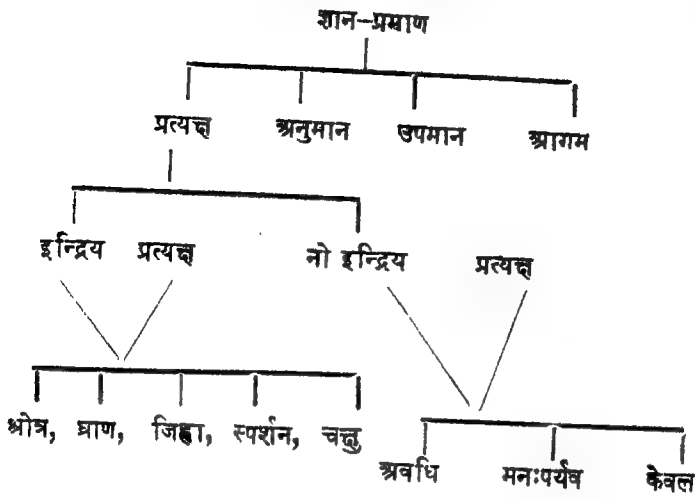 ज्ञान-प्रमाण
प्रत्यक्ष अनुमान उपमान आगम
इन्द्रिय प्रत्यक्ष नो इन्द्रिय प्रत्यक्ष
श्रोत्र, घ्राण, जिह्वा, स्पर्शन, चक्षु
अवधि मनःपर्यव केवल